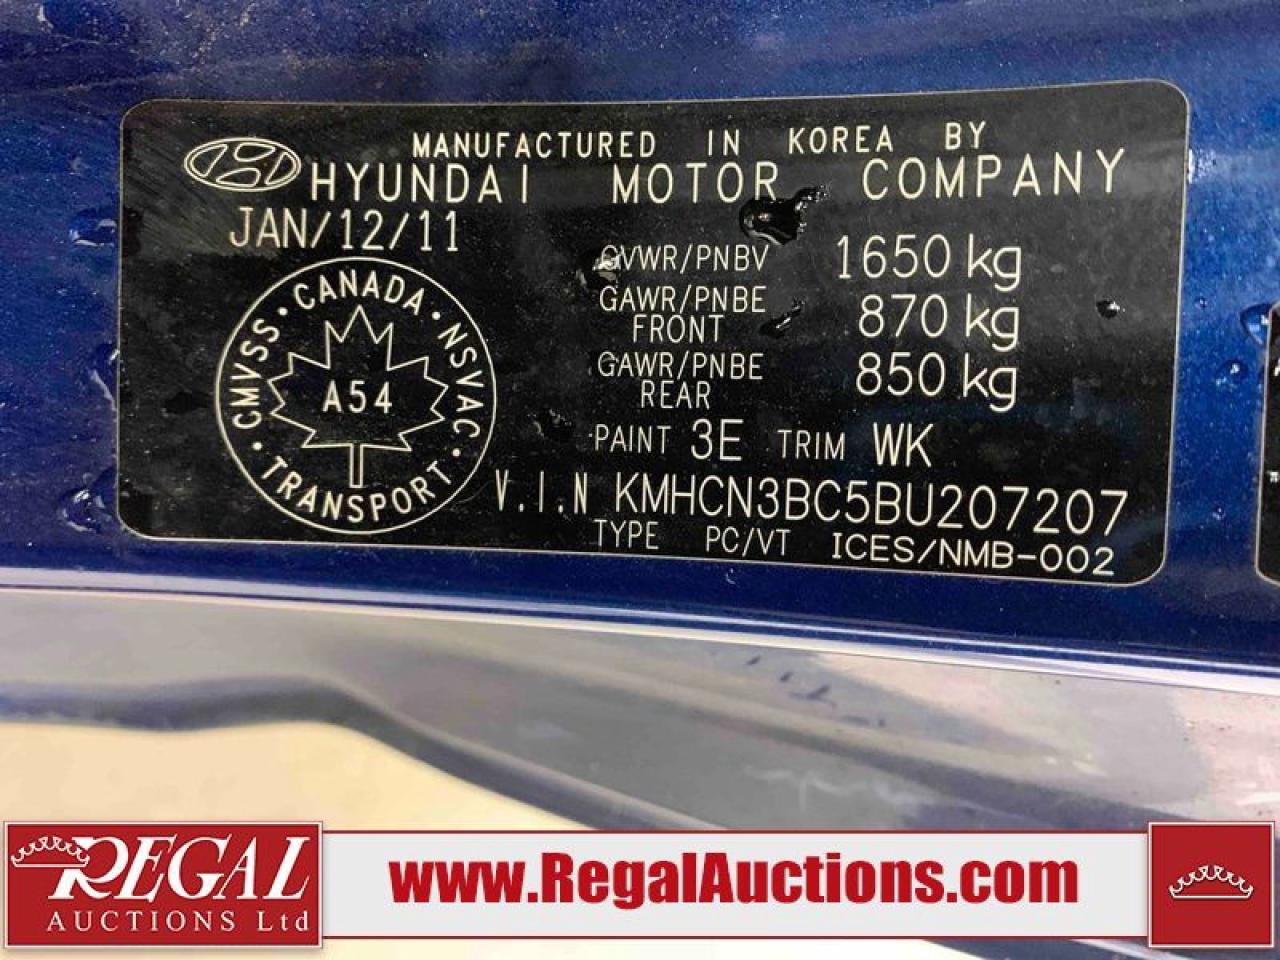 MANUFACTURED IN KOREA BY
HYUNDAI MOTOR COMPANY
JAN/12/11
GVWR/PNBV 1650 kg
GAWR/PNBE FRONT 870 kg
GAWR/PNBE REAR 850 kg
CMVSS · CANADA · NSVAC · TRANSPORT ·
A54
PAINT 3E TRIM WK
V.I.N KMHCN3BC5BU207207
TYPE PC/VT ICES/NMB-002
REGAL
AUCTIONS Ltd
www.RegalAuctions.com